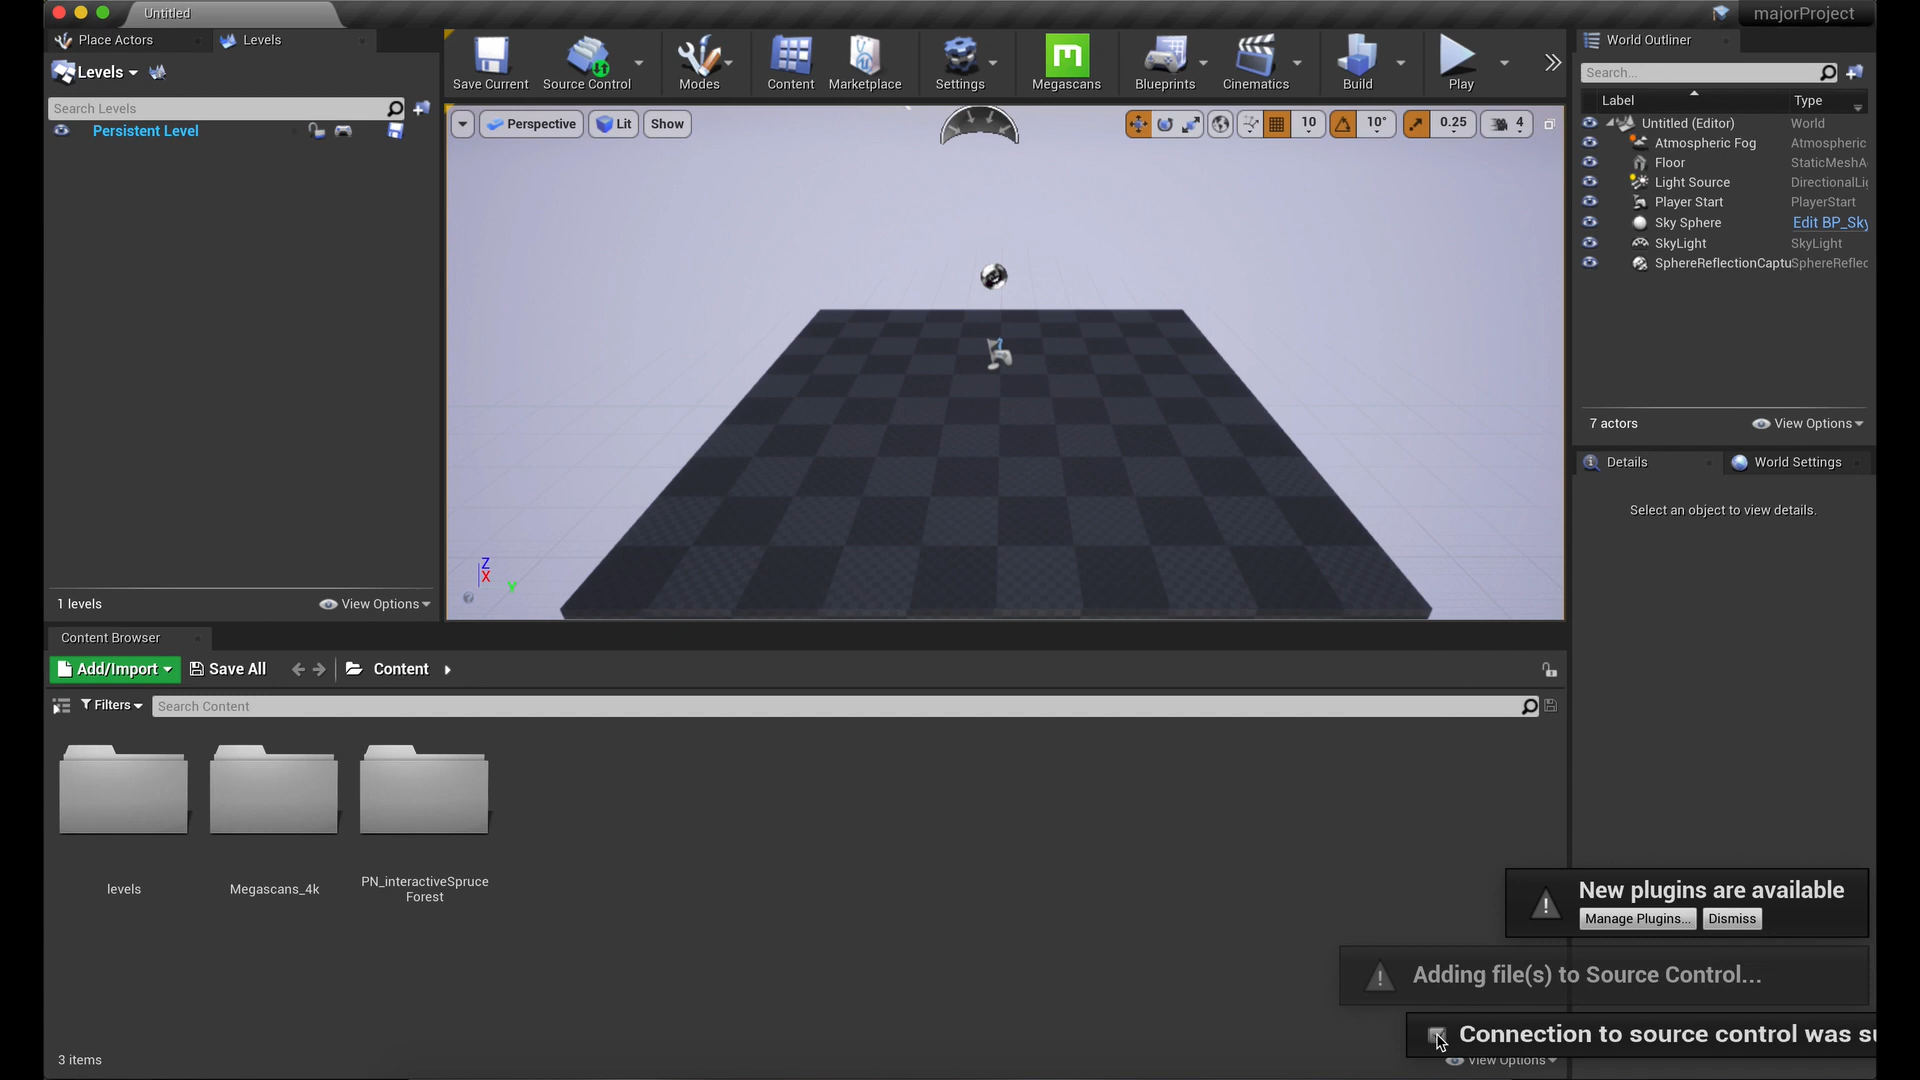 Untitled
majorProject
Place Actors
Levels
Levels
Search Levels
Persistent Level
1 levels
View Options
Save Current
Source Control
Modes
Content
Marketplace
Settings
Megascans
Blueprints
Cinematics
Build
Play
Perspective
Lit
Show
10
10°
0.25
4
Z
X
Y
World Outliner
Search...
Label
Type
Untitled (Editor)
World
Atmospheric Fog
Atmospheric
Floor
StaticMeshA
Light Source
DirectionalLig
Player Start
PlayerStart
Sky Sphere
Edit BP_Sky
SkyLight
SkyLight
SphereReflectionCaptu
SphereReflec
7 actors
View Options
Details
World Settings
Select an object to view details.
Content Browser
Add/Import
Save All
Content
Filters
Search Content
levels
Megascans_4k
PN_interactiveSpruce
Forest
New plugins are available
Manage Plugins...
Dismiss
Adding file(s) to Source Control...
Connection to source control was su
3 items
View Options